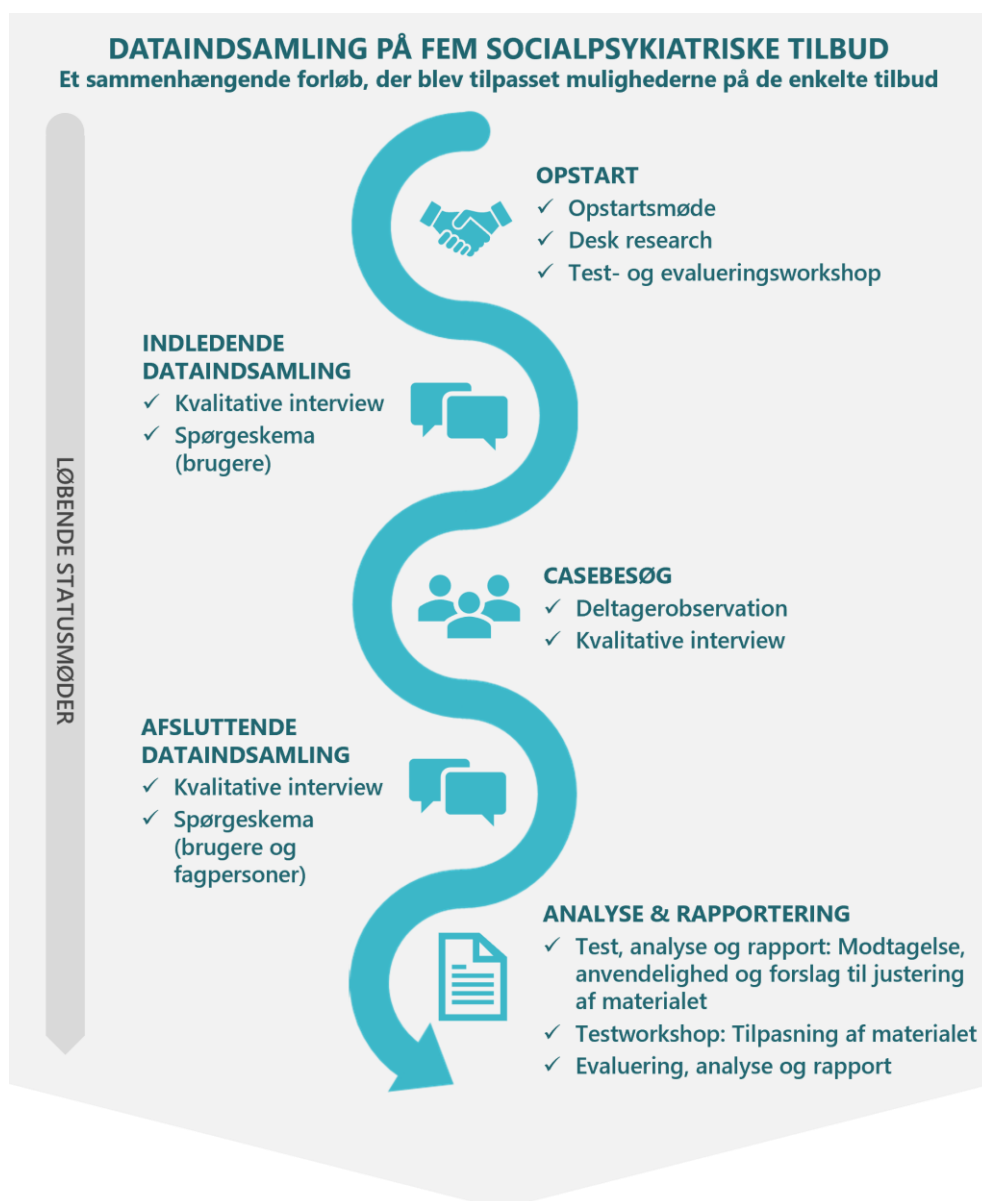 DATAINDSAMLING PÅ FEM SOCIALPSYKIATRISKE TILBUD
Et sammenhængende forløb, der blev tilpasset mulighederne på de enkelte tilbud
LØBENDE STATUSMØDER
OPSTART
✓ Opstartsmøde
✓ Desk research
✓ Test- og evalueringsworkshop
INDLEDENDE
DATAINDSAMLING
✓ Kvalitative interview
✓ Spørgeskema
(brugere)
CASEBESØG
✓ Deltagerobservation
✓ Kvalitative interview
AFSLUTTENDE
DATAINDSAMLING
✓ Kvalitative interview
✓ Spørgeskema
(brugere og
fagpersoner)
ANALYSE & RAPPORTERING
✓ Test, analyse og rapport: Modtagelse,
anvendelighed og forslag til justering
af materialet
✓ Testworkshop: Tilpasning af materialet
✓ Evaluering, analyse og rapport